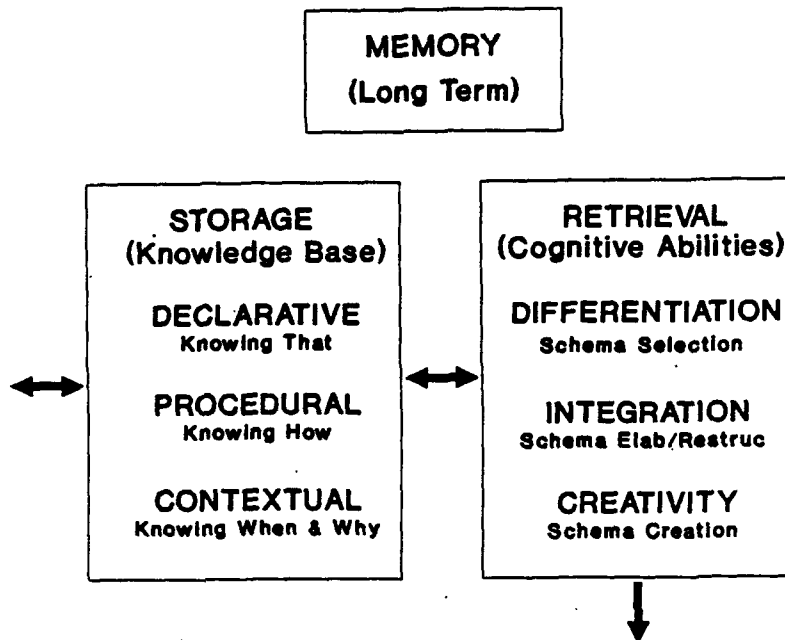 MEMORY
(Long Term)
STORAGE
(Knowledge Base)
DECLARATIVE
Knowing That
PROCEDURAL
Knowing How
CONTEXTUAL
Knowing When & Why
RETRIEVAL
(Cognitive Abilities)
DIFFERENTIATION
Schema Selection
INTEGRATION
Schema Elab/Restruc
CREATIVITY
Schema Creation